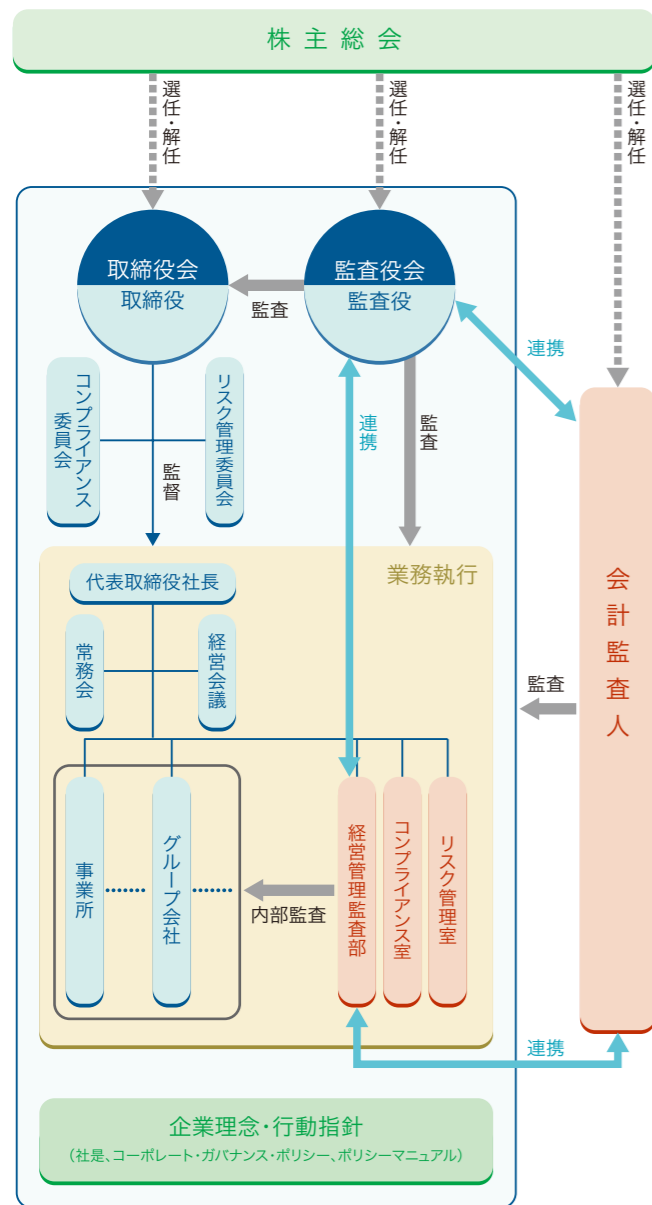 株主総会
選任・解任
選任・解任
選任・解任
取締役会
取締役
監査
監査役会
監査役
連携
コンプライアンス
委員会
リスク管理委員会
監督
連携
監査
業務執行
代表取締役社長
常務会
経営会議
会計監査人
監査
事業所
グループ会社
内部監査
経営管理監査部
コンプライアンス室
リスク管理室
連携
企業理念・行動指針
（社是、コーポレート・ガバナンス・ポリシー、ポリシーマニュアル）